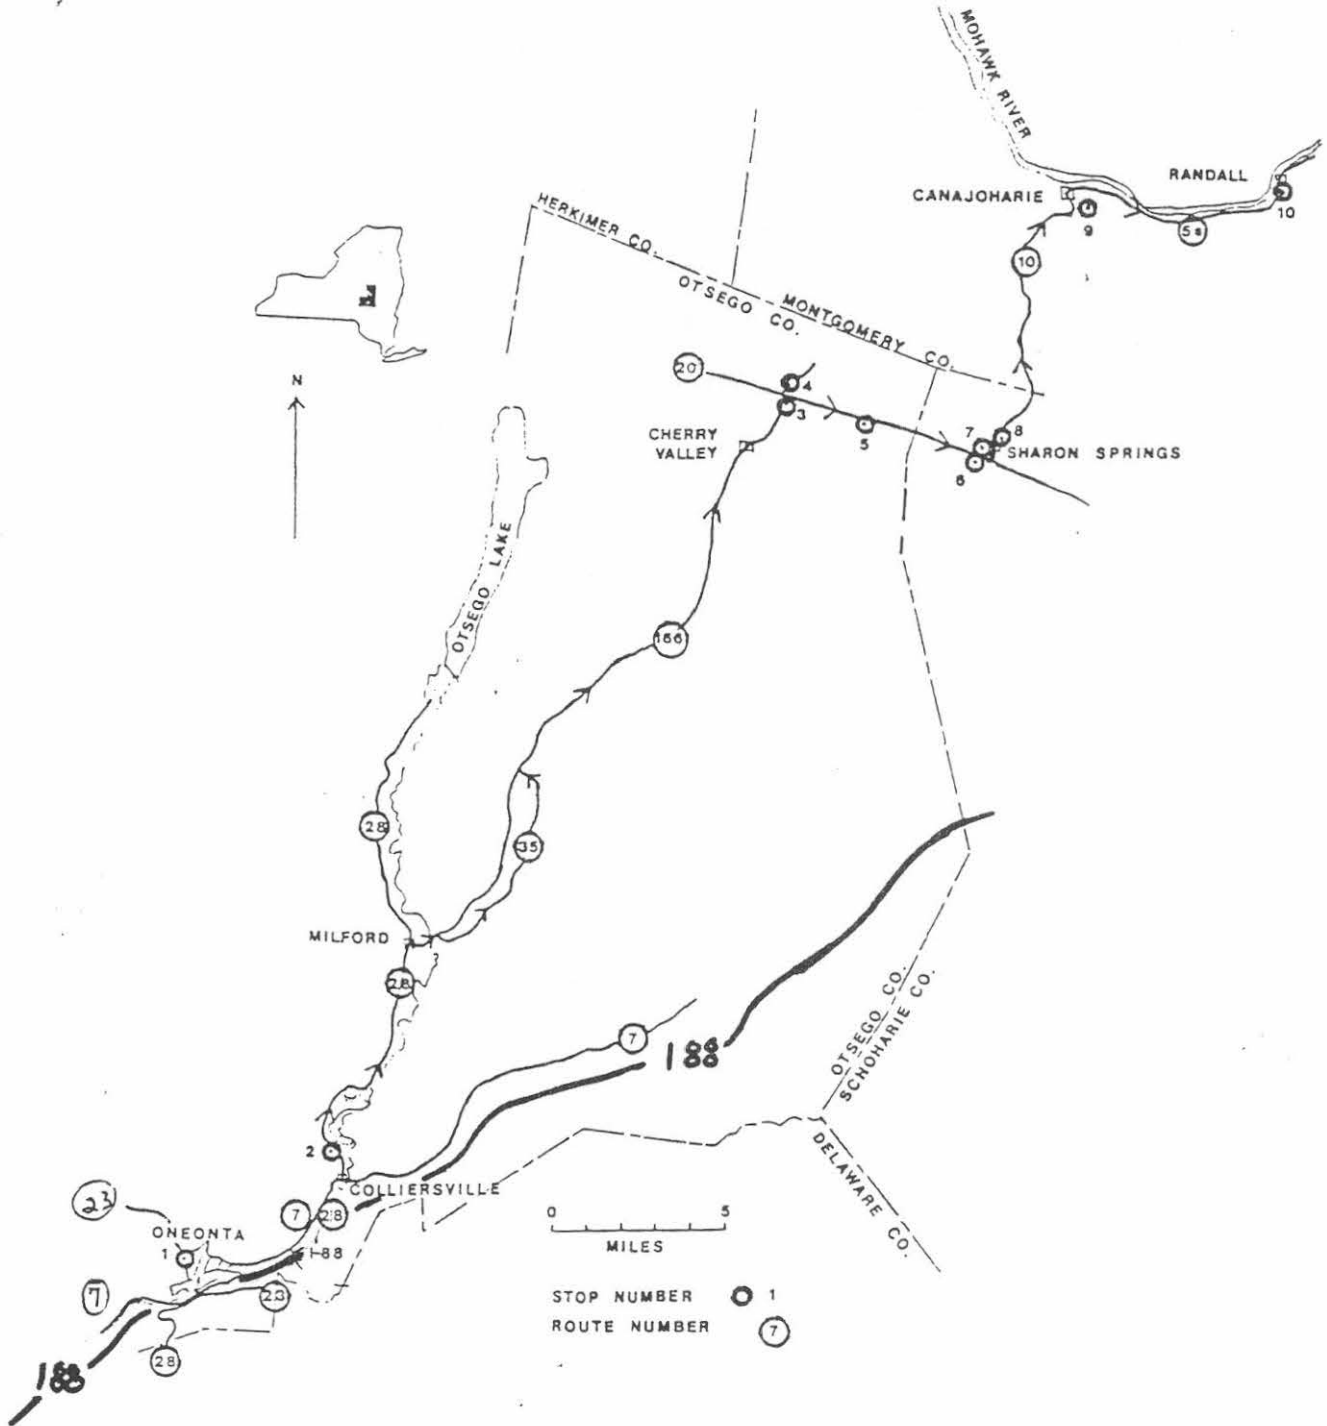 MOHAWK RIVER
RANDALL
CANAJOHARIE
10
9
5s
HERKIMER CO.
10
OTSEGO CO.
MONTGOMERY CO.
N
20
4
3
CHERRY
VALLEY
5
7
8
SHARON SPRINGS
6
OTSEGO LAKE
166
28
35
MILFORD
28
7
I88
OTSEGO CO.
SCHOHARIE CO.
2
DELAWARE CO.
COLLIERSVILLE
23
7
28
ONEONTA
1
I-88
0
5
MILES
7
23
STOP NUMBER 1
ROUTE NUMBER 7
28
I88